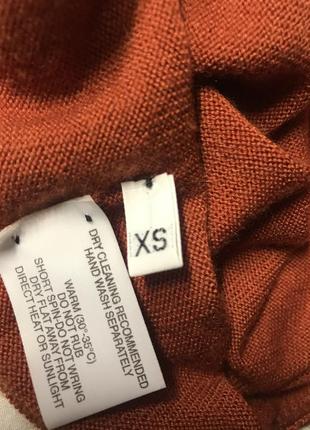 DRY CLEANING RECOMMENDED
HAND WASH SEPARATELY
WARM (30°-35°C)
DO NOT RUB
SHORT SPIN-DO NOT WRING
DRY FLAT AWAY FROM
DIRECT HEAT OR SUNLIGHT
XS